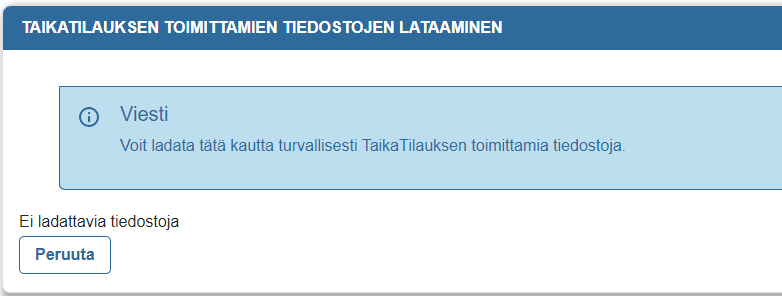 TAIKATILAUKSEN TOIMITTAMIEN TIEDOSTOJEN LATAAMINEN
Viesti
Voit ladata tätä kautta turvallisesti TaikaTilauksen toimittamia tiedostoja.
Ei ladattavia tiedostoja
Peruuta